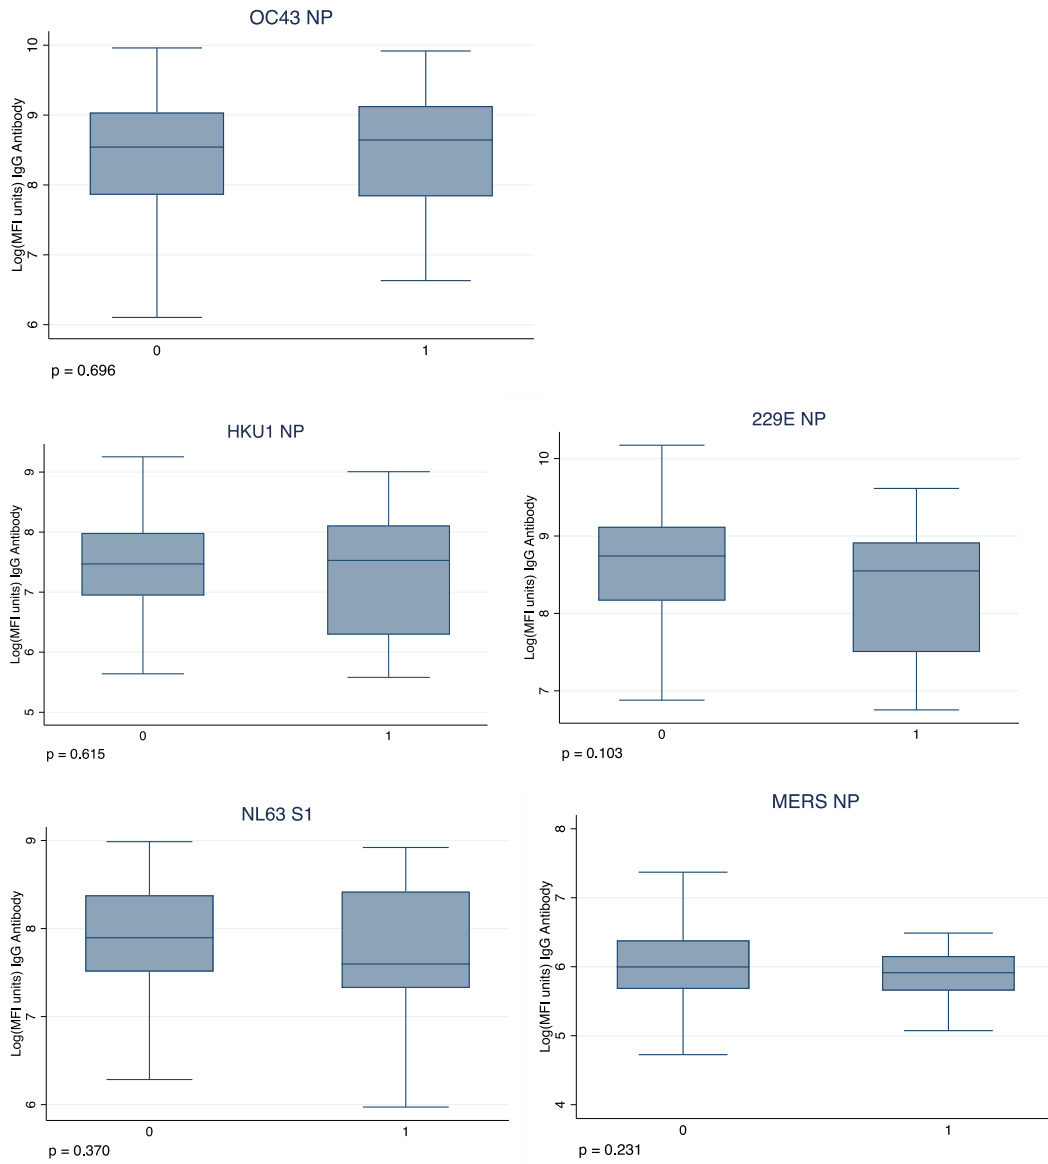 OC43 NP
Log(MFI units) IgG Antibody
10
9
8
7
6
0 1
p = 0.696
HKU1 NP
Log(MFI units) IgG Antibody
9
8
7
6
5
0 1
p = 0.615
229E NP
Log(MFI units) IgG Antibody
10
9
8
7
0 1
p = 0.103
NL63 S1
Log(MFI units) IgG Antibody
9
8
7
6
0 1
p = 0.370
MERS NP
Log(MFI units) IgG Antibody
8
7
6
5
4
0 1
p = 0.231